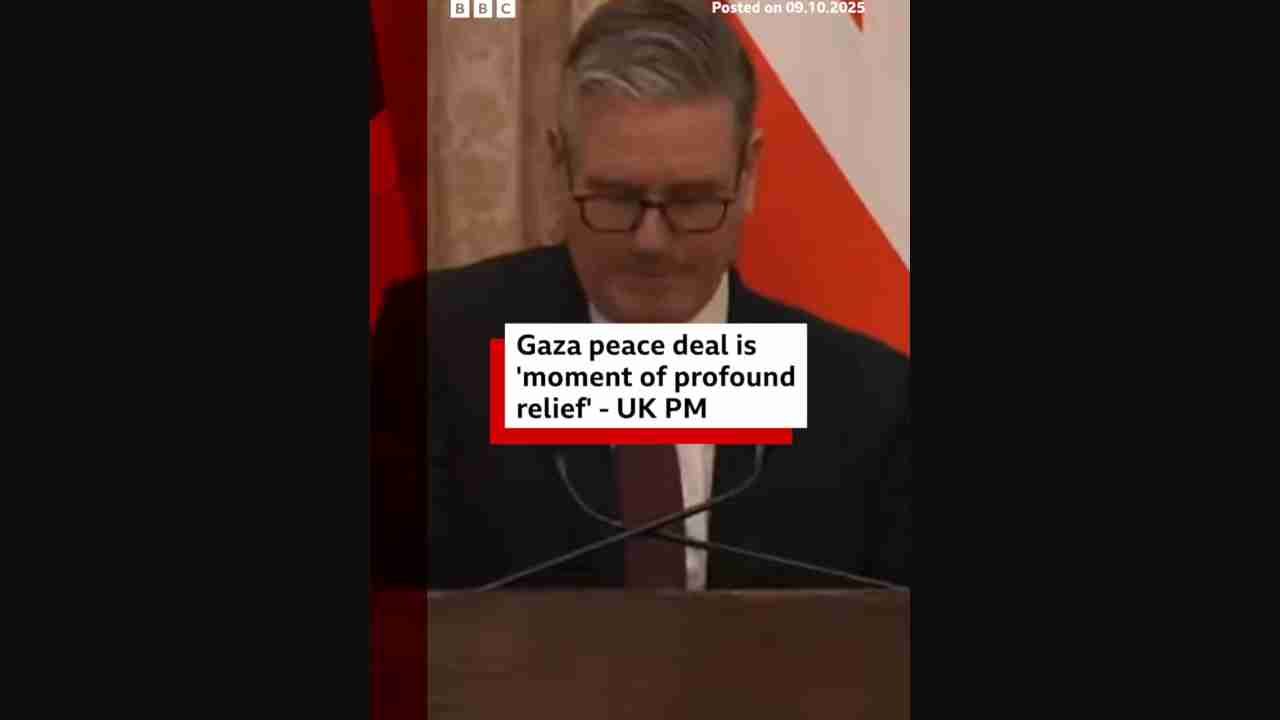 BBC
Posted on 09.10.2025
Gaza peace deal is
'moment of profound
relief' - UK PM